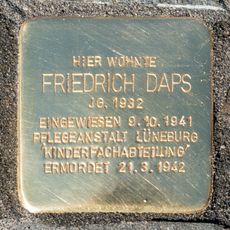 HIER WOHNTE
FRIEDRICH DAPS
JG. 1932
EINGEWIESEN 9.10.1941
PFLEGEANSTALT LÜNEBURG
'KINDERFACHABTEILUNG'
ERMORDET 21.3.1942